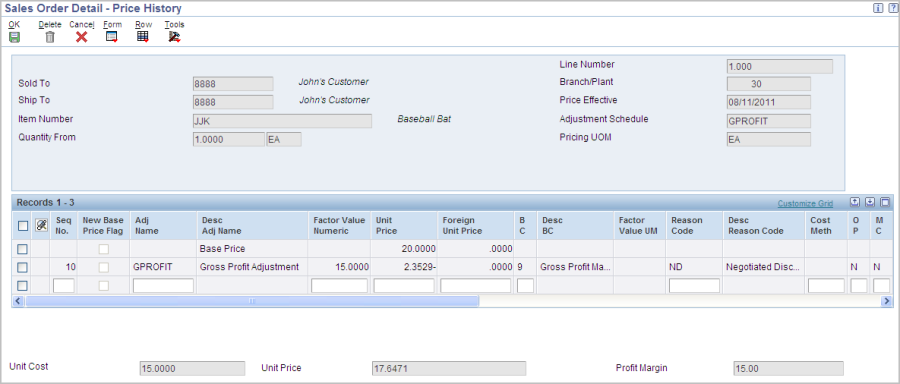 Sales Order Detail - Price History
OK Delete Cancel Form Row Tools
Line Number 1.000
Sold To 8888 John's Customer Branch/Plant 30
Ship To 8888 John's Customer Price Effective 08/11/2011
Item Number JJK Baseball Bat Adjustment Schedule GPROFIT
Quantity From 1.0000 EA Pricing UOM EA
Records 1 - 3 Customize Grid
Seq No. New Base Price Flag Adj Name Desc Adj Name Factor Value Numeric Unit Price Foreign Unit Price B C Desc BC Factor Value UM Reason Code Desc Reason Code Cost Meth O P M C
Base Price 20.0000 .0000
10 GPROFIT Gross Profit Adjustment 15.0000 2.3529- .0000 9 Gross Profit Ma... ND Negotiated Disc... N N
Unit Cost 15.0000 Unit Price 17.6471 Profit Margin 15.00